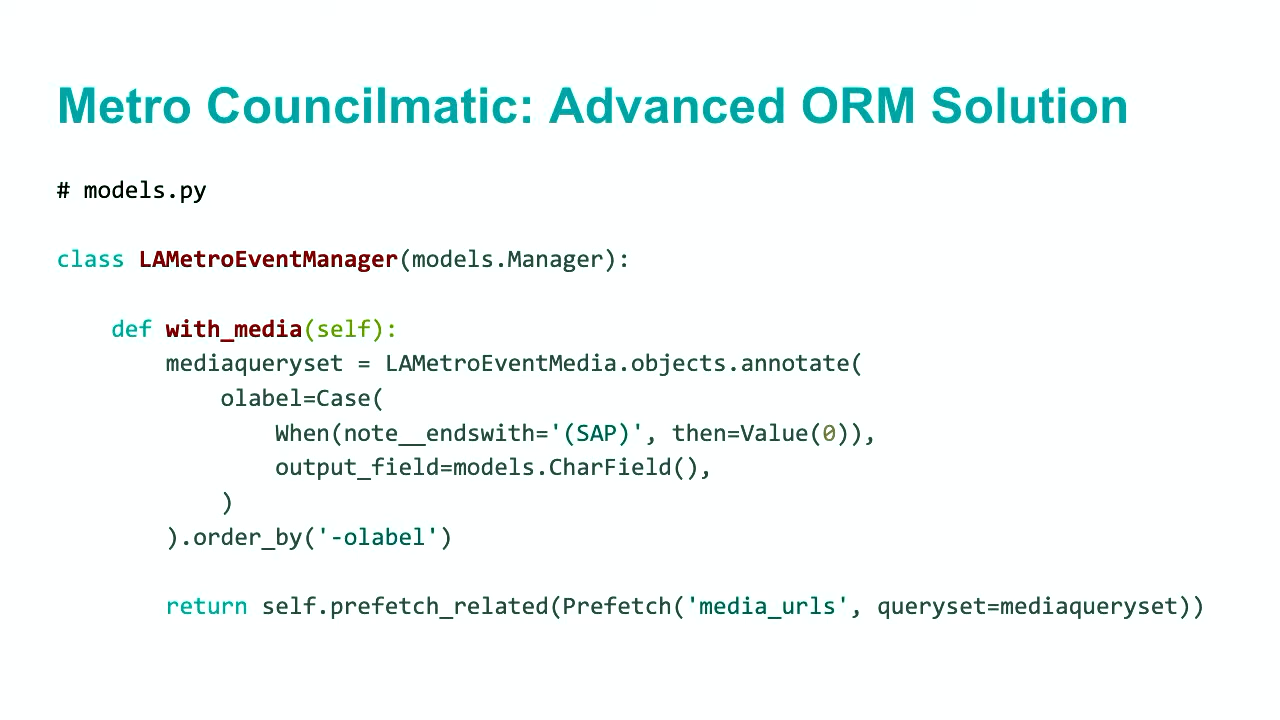 Metro Councilmatic: Advanced ORM Solution
# models.py
class LAMetroEventManager(models.Manager):
    def with_media(self):
        mediaqueryset = LAMetroEventMedia.objects.annotate(
            olabel=Case(
                When(note__endswith='(SAP)', then=Value(0)),
                output_field=models.CharField(),
            )
        ).order_by('-olabel')
        return self.prefetch_related(Prefetch('media_urls', queryset=mediaqueryset))